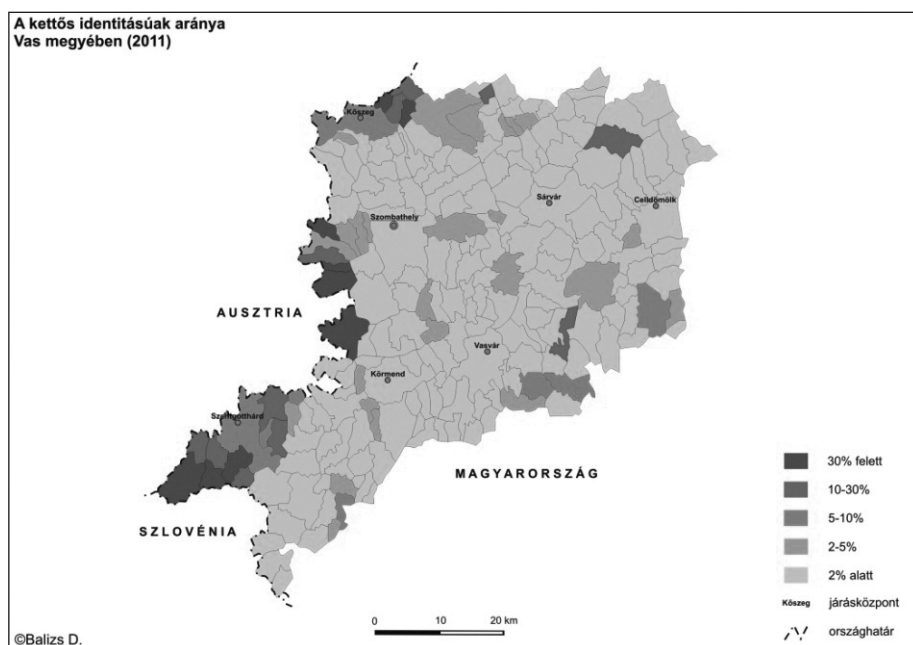 A kettős identitásúak aránya
Vas megyében (2011)
Kőszeg
Sárvár
Celldömölk
Szombathely
AUSZTRIA
Vasvár
Körmend
Szentgotthárd
MAGYARORSZÁG
SZLOVÉNIA
30% felett
10-30%
5-10%
2-5%
2% alatt
Kőszeg járásközpont
országhatár
0 10 20 km
©Balizs D.